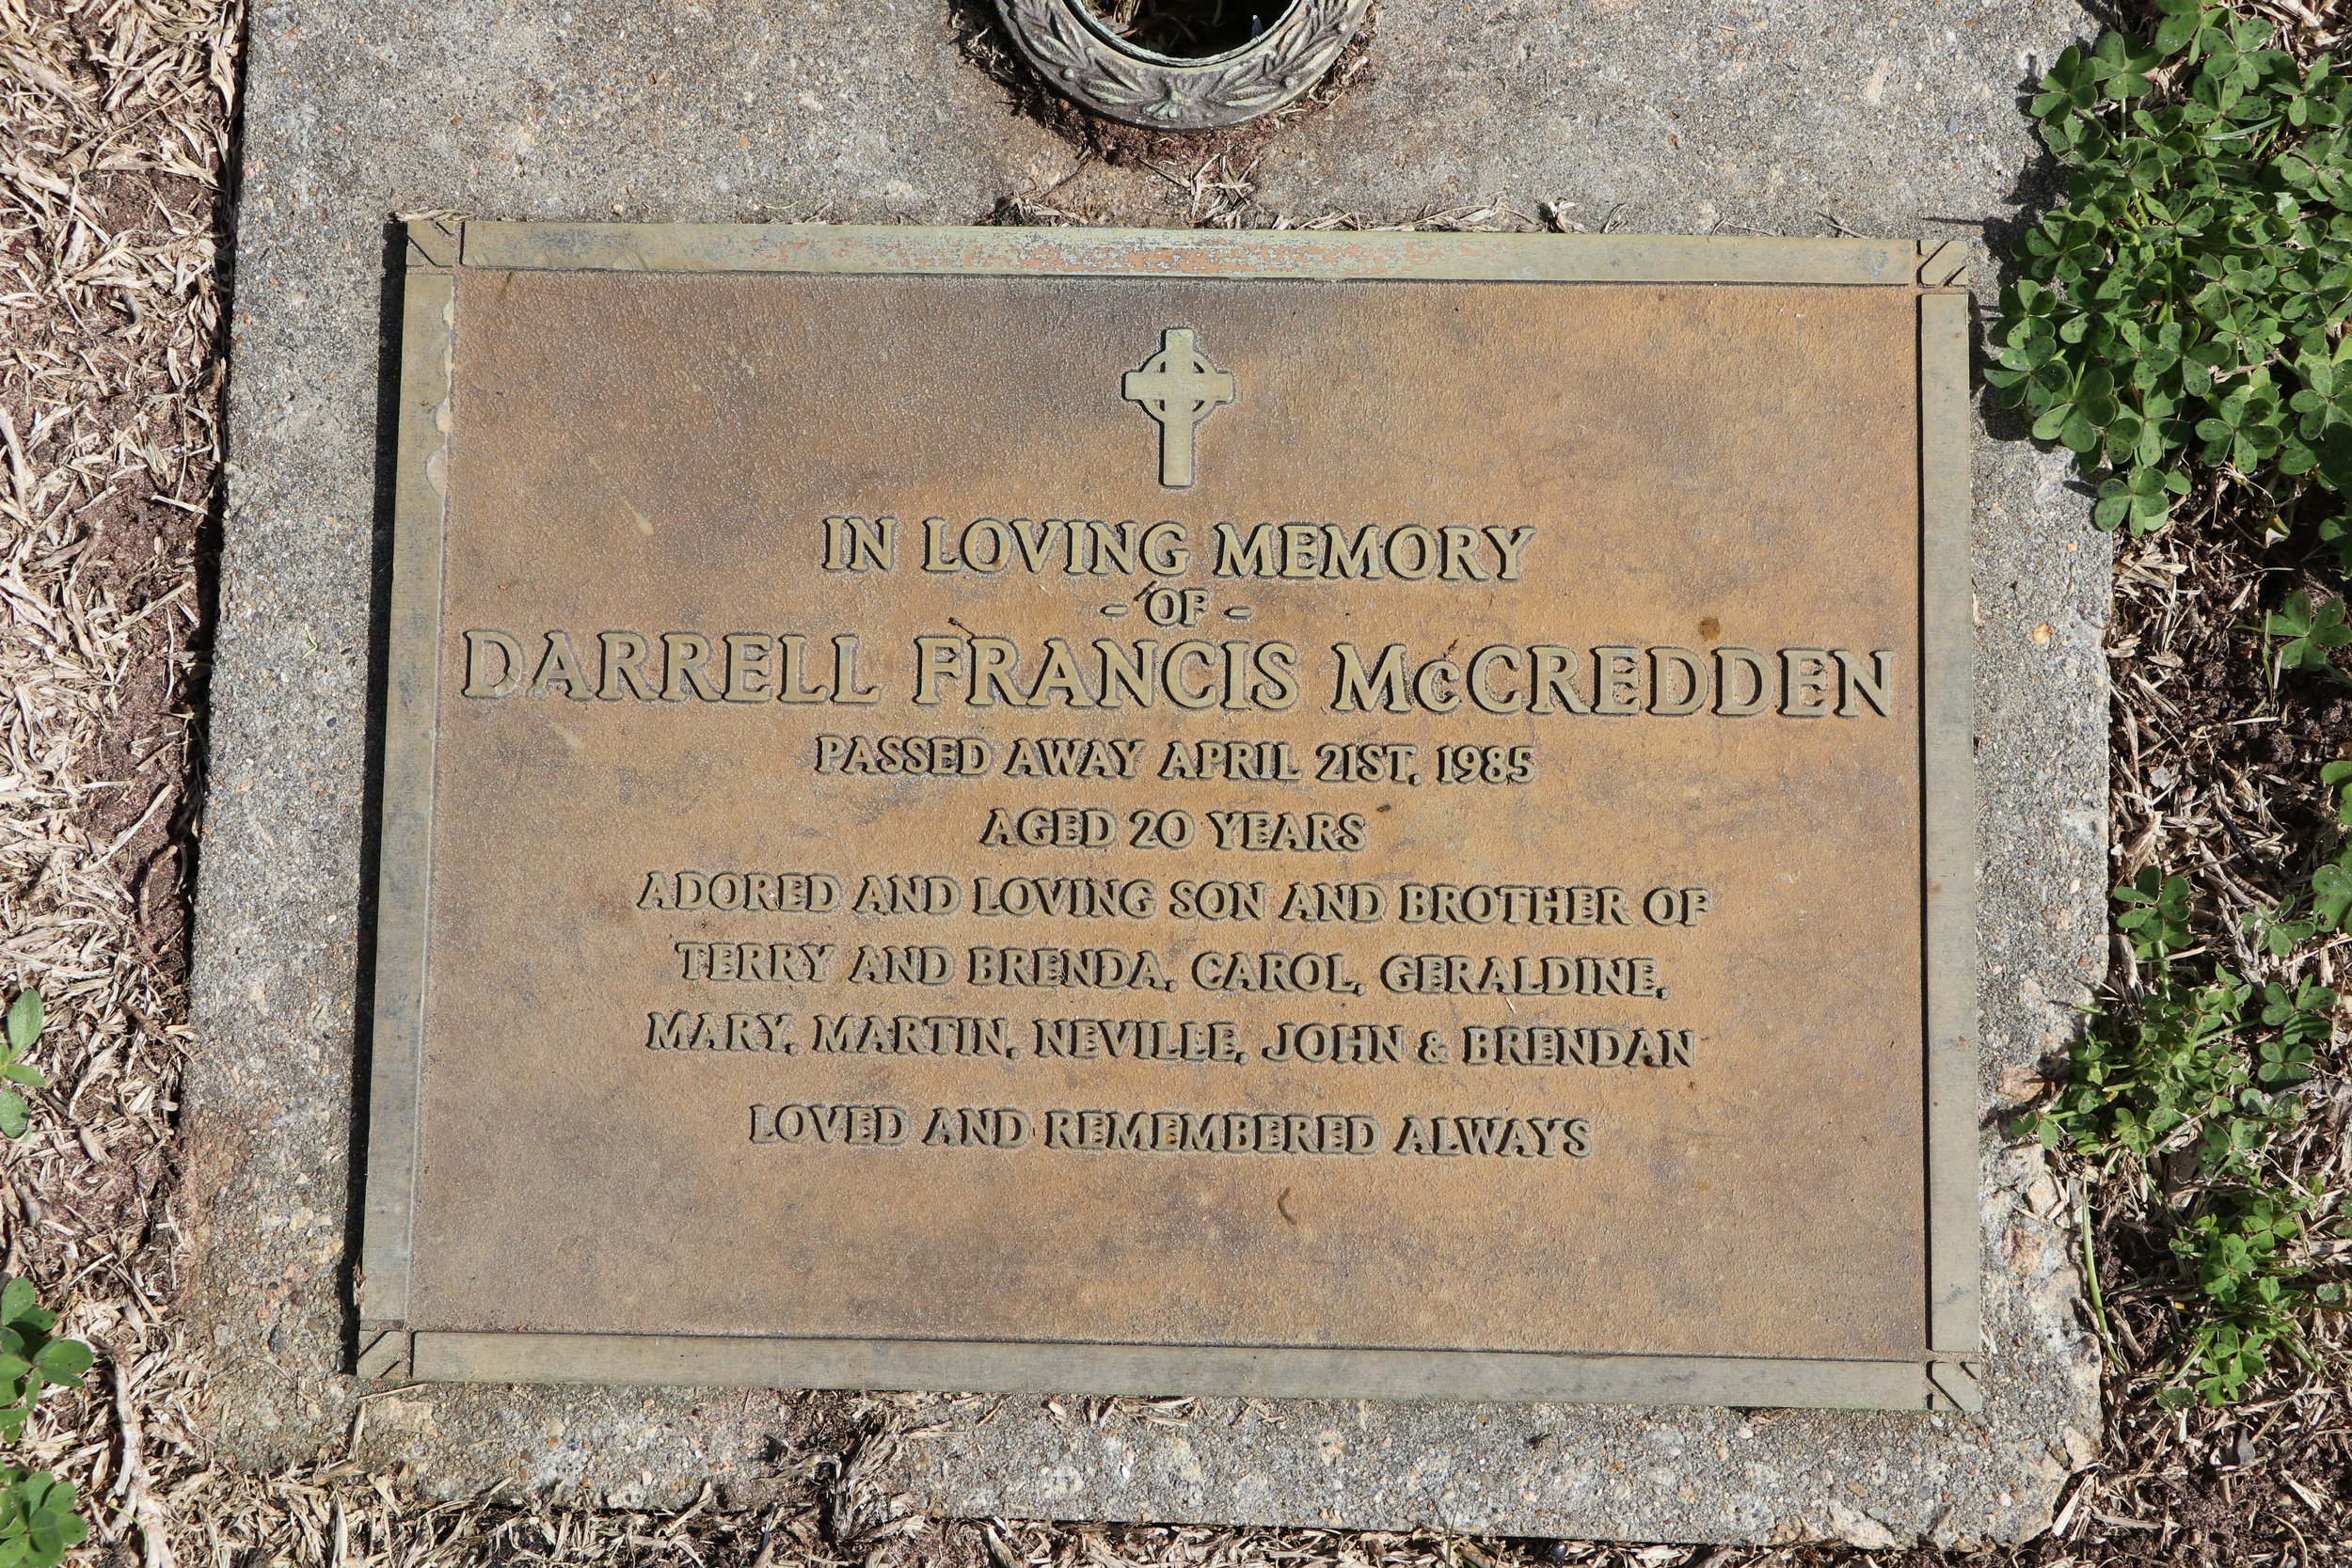 IN LOVING MEMORY
- OF -
DARRELL FRANCIS McCREDDEN
PASSED AWAY APRIL 21ST, 1985
AGED 20 YEARS
ADORED AND LOVING SON AND BROTHER OF
TERRY AND BRENDA, CAROL, GERALDINE,
MARY, MARTIN, NEVILLE, JOHN & BRENDAN
LOVED AND REMEMBERED ALWAYS